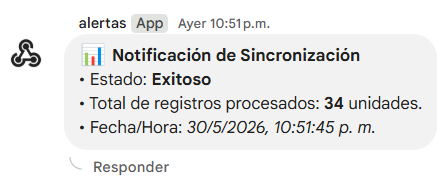 alertas App Ayer 10:51 p.m.
📊 Notificación de Sincronización
• Estado: Exitoso
• Total de registros procesados: 34 unidades.
• Fecha/Hora: 30/5/2026, 10:51:45 p. m.
Responder